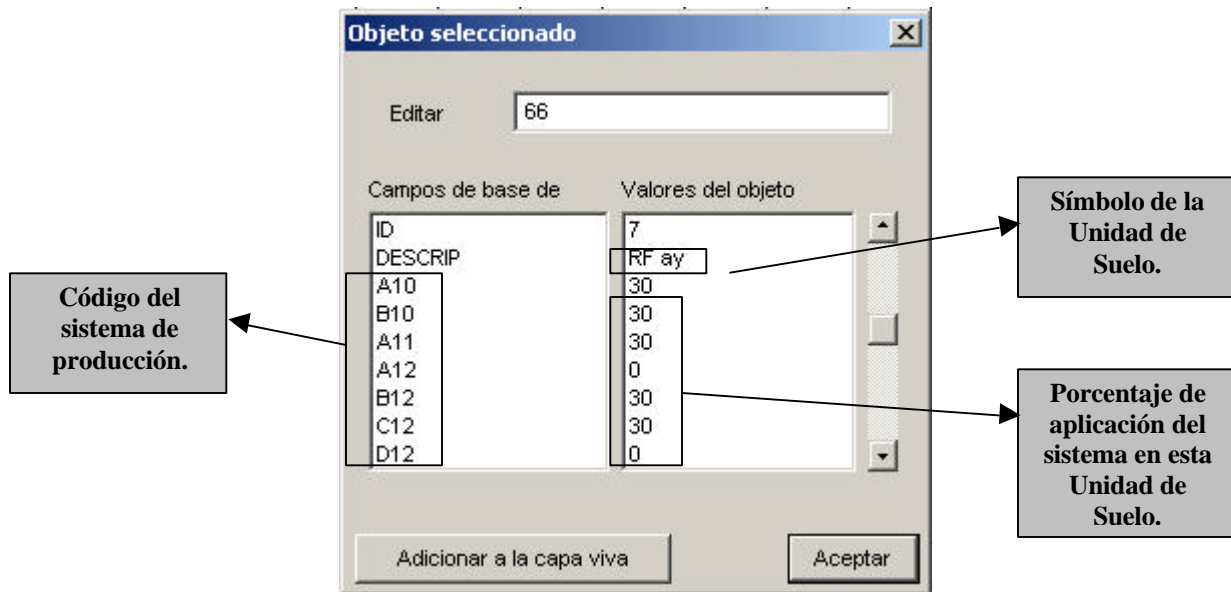 Objeto seleccionado
Editar 66
Campos de base de Valores del objeto
ID 7
DESCRIP RF ay
A10 30
B10 30
A11 30
A12 0
B12 30
C12 30
D12 0
Adicionar a la capa viva Aceptar
Código del
sistema de
producción.
Símbolo de la
Unidad de
Suelo.
Porcentaje de
aplicación del
sistema en esta
Unidad de
Suelo.